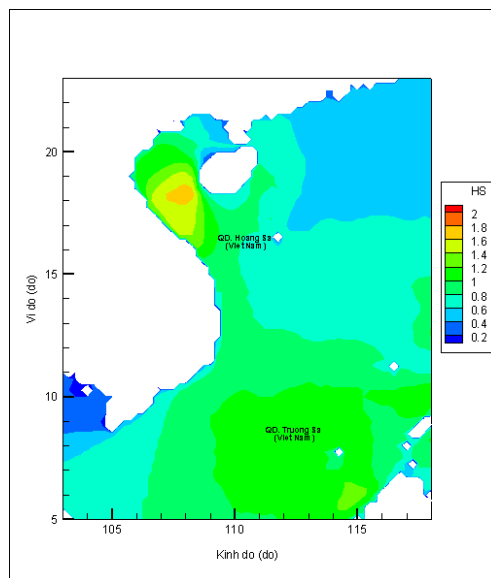 20
15
10
5
105
110
115
Vi do (do)
Kinh do (do)
QD. Hoang Sa
(Viet Nam)
QD. Truong Sa
(Viet Nam)
HS
2
1.8
1.6
1.4
1.2
1
0.8
0.6
0.4
0.2